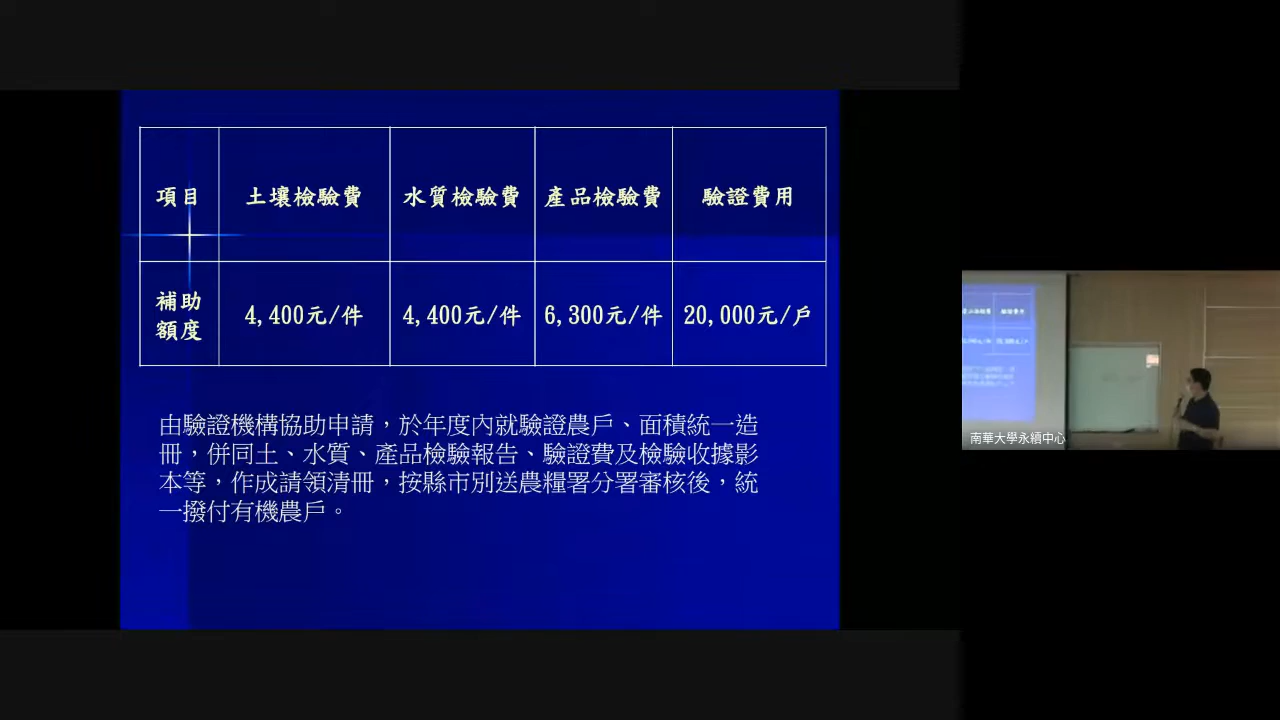 項目 土壤檢驗費 水質檢驗費 產品檢驗費 驗證費用
補助額度 4,400元/件 4,400元/件 6,300元/件 20,000元/戶
由驗證機構協助申請，於年度內就驗證農戶、面積統一造
冊，併同土、水質、產品檢驗報告、驗證費及檢驗收據影
本等，作成請領清冊，按縣市別送農糧署分署審核後，統
一撥付有機農戶。
南華大學永續中心